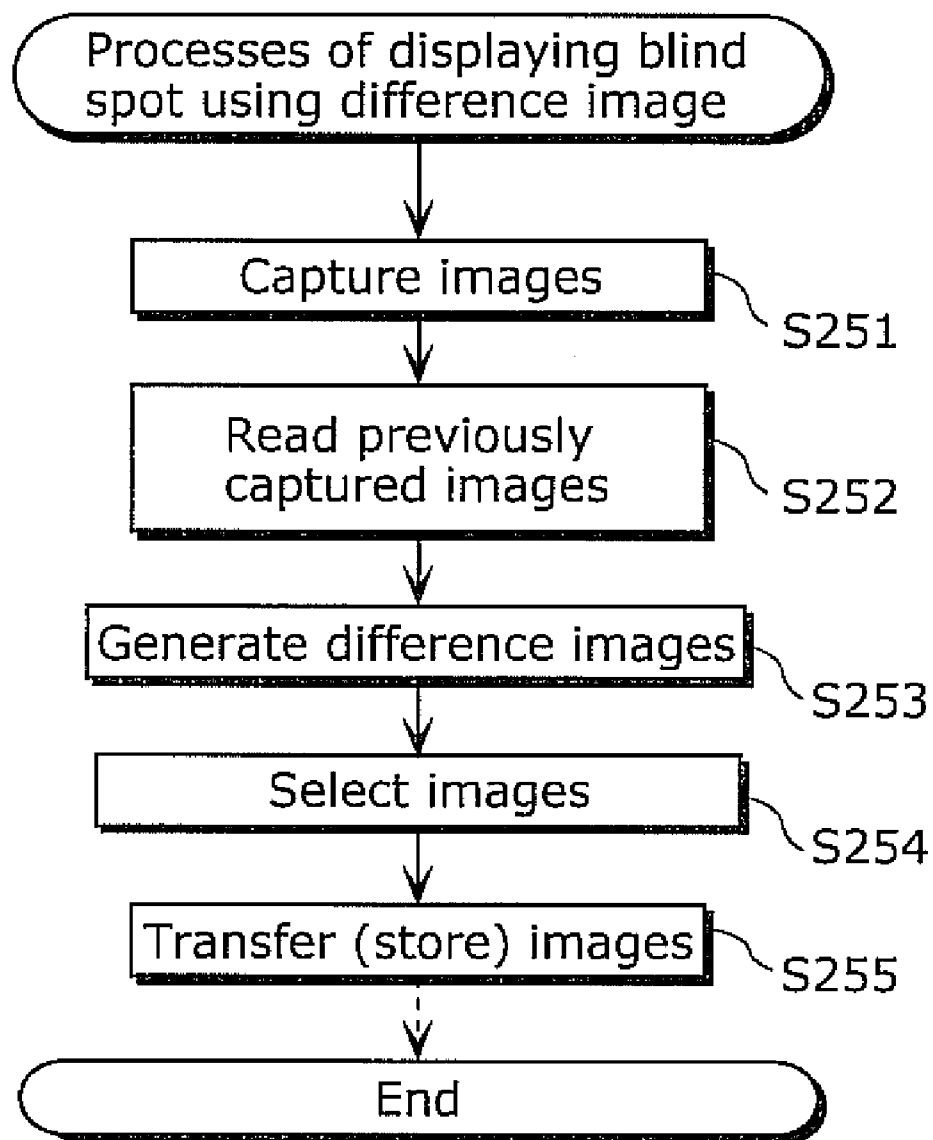 Processes of displaying blind
spot using difference image
Capture images
S251
Read previously
captured images
S252
Generate difference images
S253
Select images
S254
Transfer (store) images
S255
End